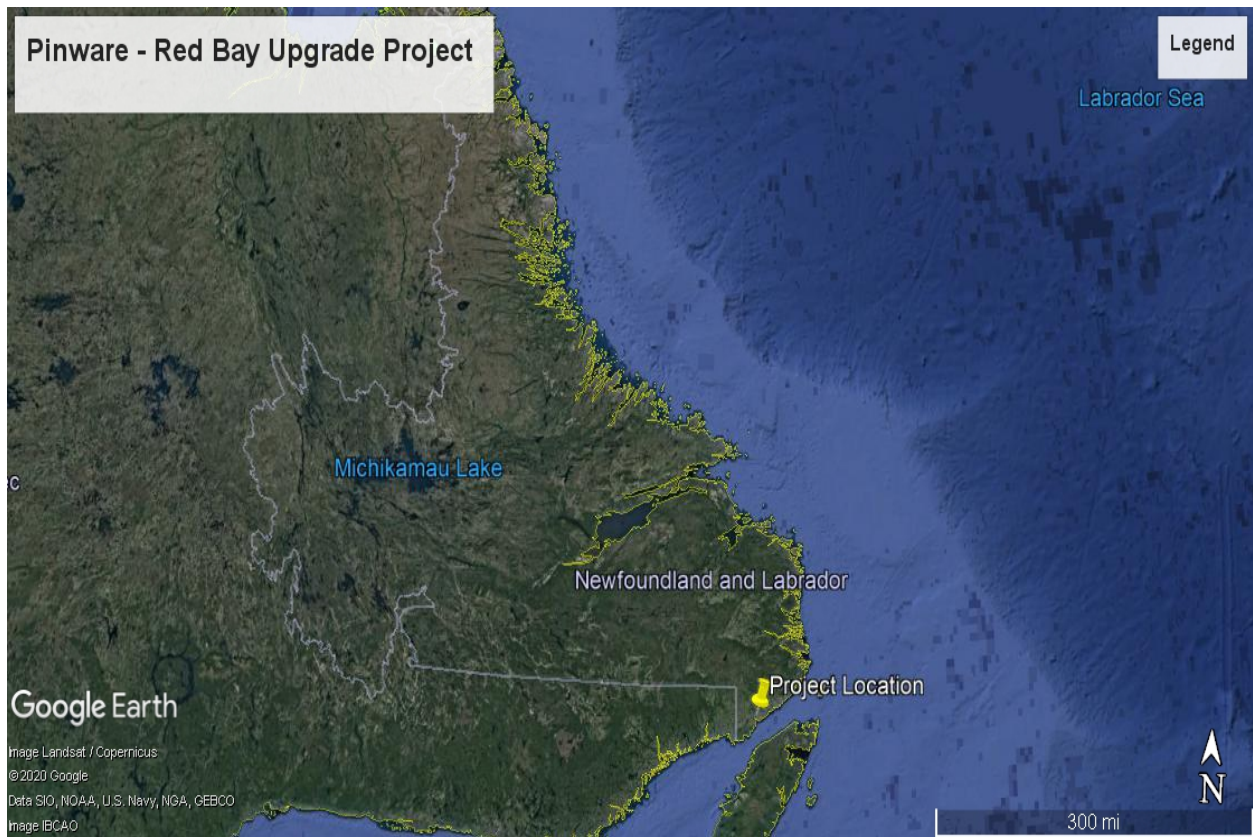 Pinware - Red Bay Upgrade Project
Legend
Labrador Sea
Michikamau Lake
ec
Newfoundland and Labrador
Project Location
Google Earth
Image Landsat / Copernicus
©2020 Google
Data SIO, NOAA, U.S. Navy, NGA, GEBCO
Image IBCAO
N
300 mi